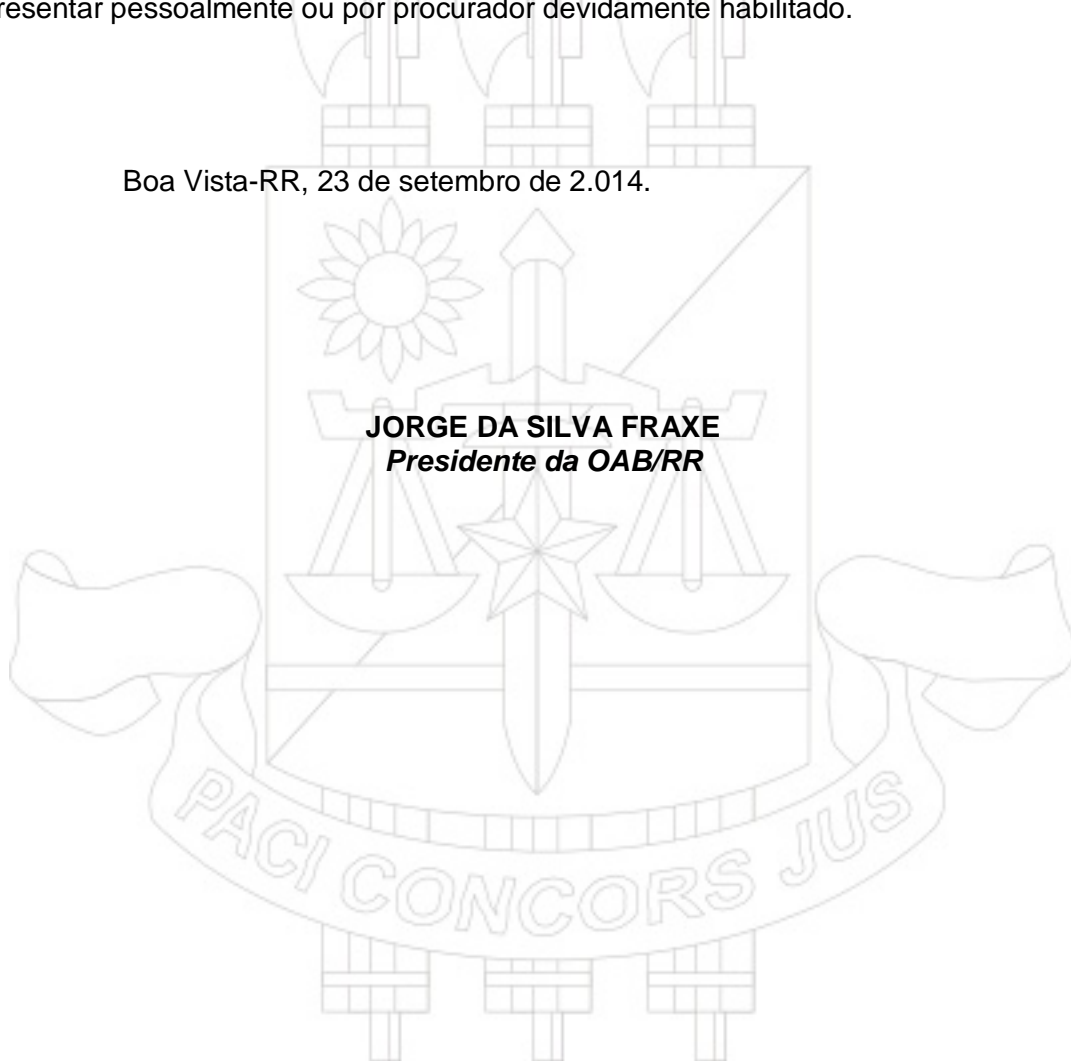 resentar pessoalmente ou por procurador devidamente habilitado.
Boa Vista-RR, 23 de setembro de 2.014.
JORGE DA SILVA FRAXE
Presidente da OAB/RR
PACI CONCORS JUS